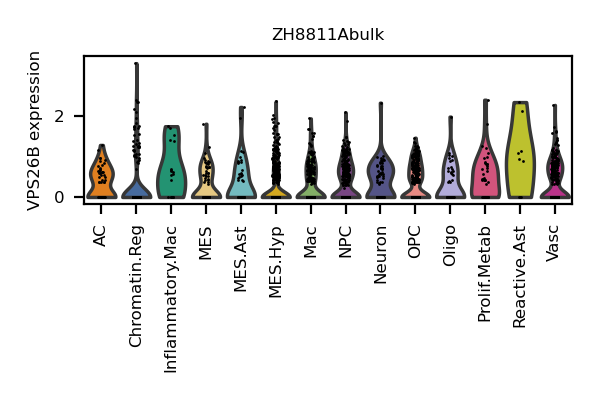 ZH8811Abulk
VPS26B expression
2
0
AC
Chromatin.Reg
Inflammatory.Mac
MES
MES.Ast
MES.Hyp
Mac
NPC
Neuron
OPC
Oligo
Prolif.Metab
Reactive.Ast
Vasc